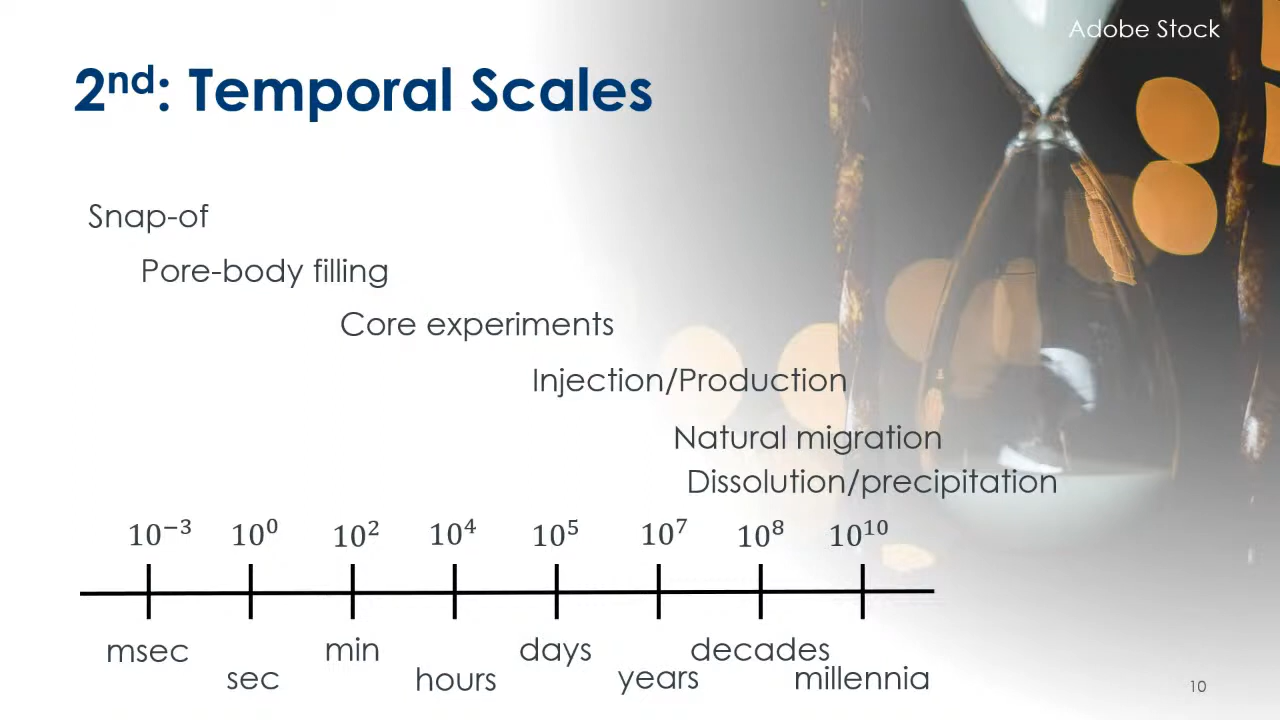 Adobe Stock
2ⁿᵈ: Temporal Scales
Snap-of
Pore-body filling
Core experiments
Injection/Production
Natural migration
Dissolution/precipitation
10⁻³ 10⁰ 10² 10⁴ 10⁵ 10⁷ 10⁸ 10¹⁰
msec sec min hours days years decades millennia
10